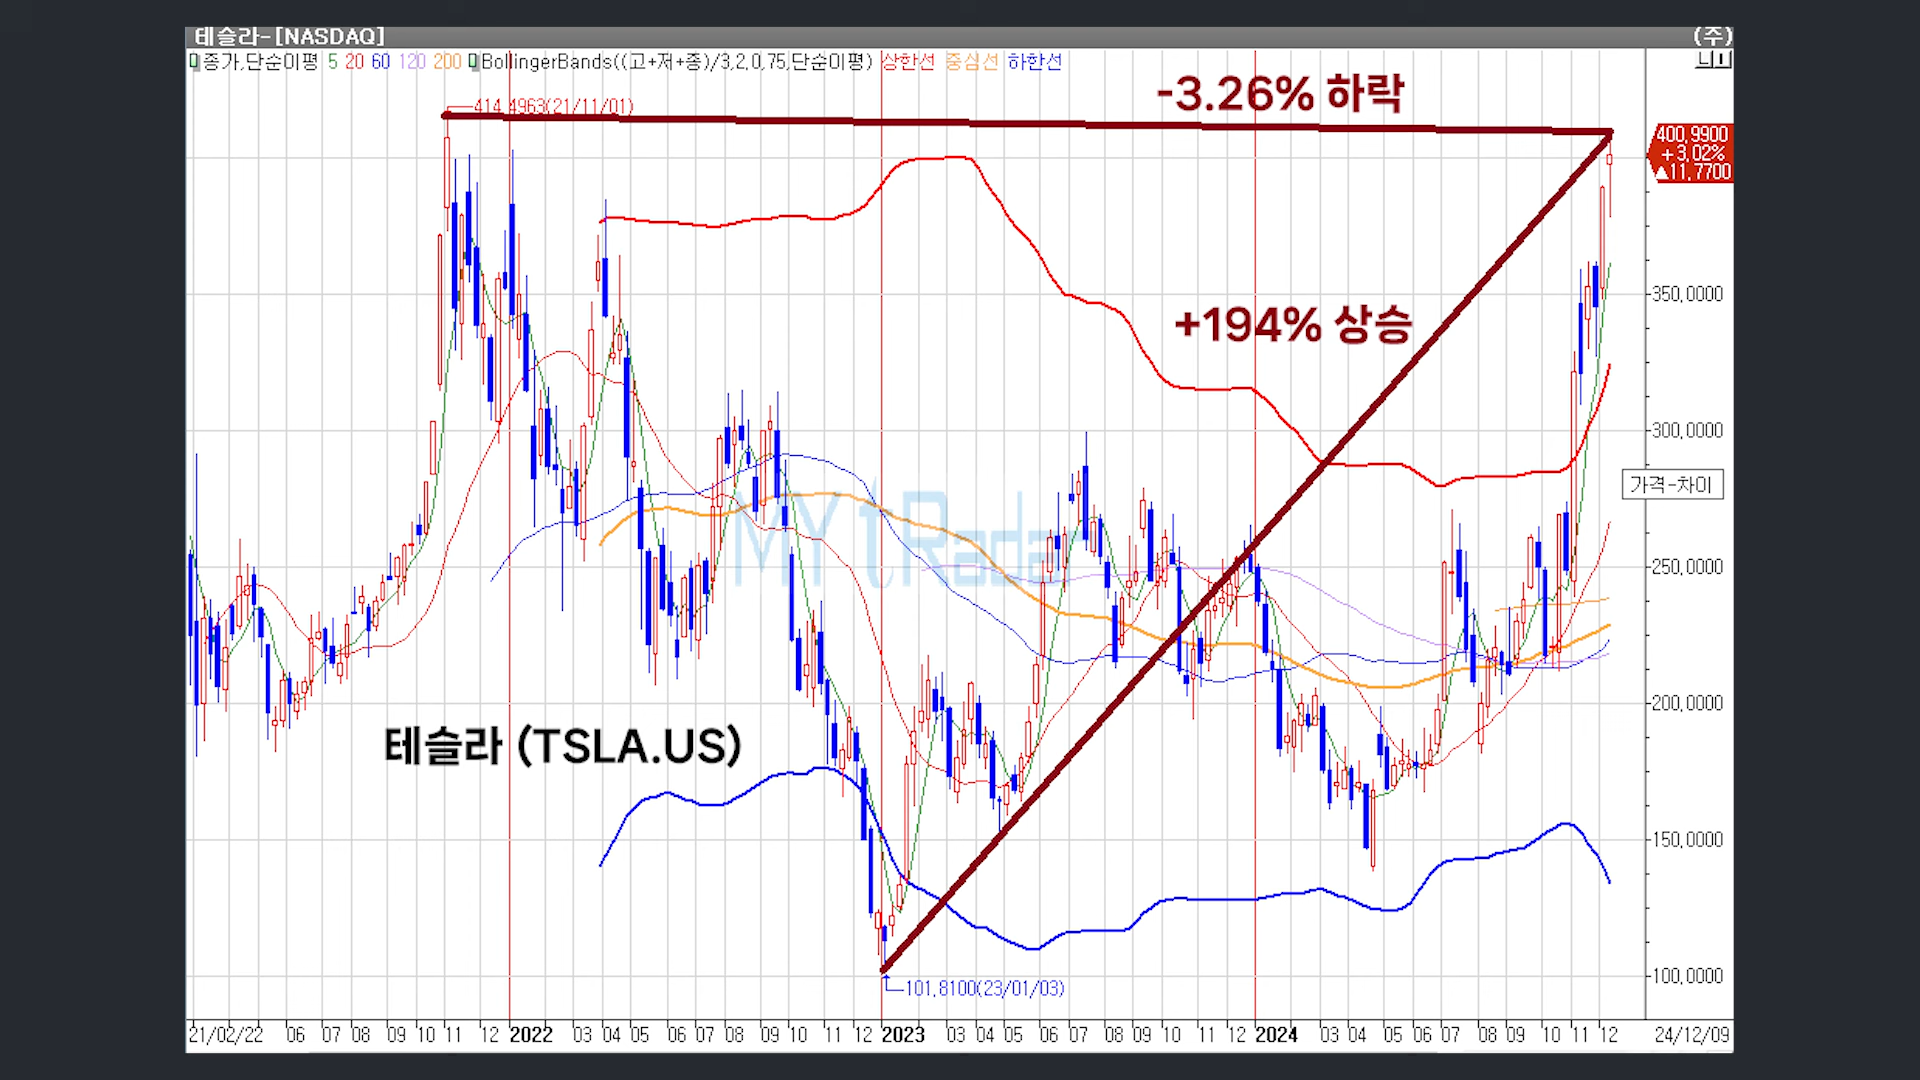 테슬라-[NASDAQ] (주)
종가,단순이평 5 20 60 120 200 BollingerBands((고+저+종)/3,2,0,75,단순이평) 상한선 중심선 하한선
-3.26% 하락
414,4963(21/11/01)
400,9900
+3,02%
▲11,7700
350,0000
+194% 상승
300,0000
가격-차이
MY tRada
250,0000
200,0000
테슬라 (TSLA.US)
150,0000
100,0000
101,8100(23/01/03)
21/02/22 06 07 08 09 10 11 12 2022 03 04 05 06 07 08 09 10 11 12 2023 03 04 05 06 07 08 09 10 11 12 2024 03 04 05 06 07 08 09 10 11 12 24/12/09